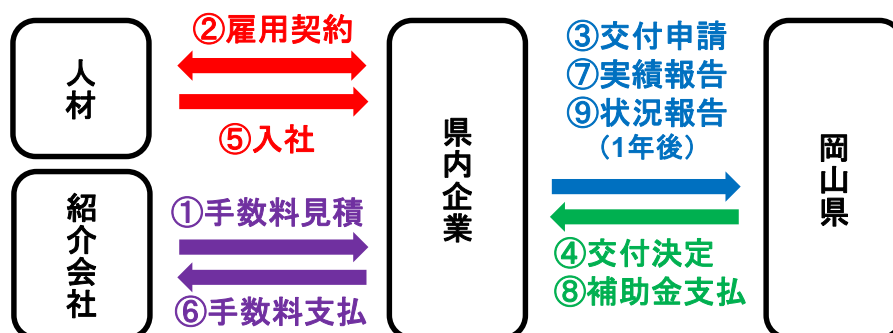 人材
②雇用契約
⑤入社
紹介会社
①手数料見積
⑥手数料支払
県内企業
③交付申請
⑦実績報告
⑨状況報告
（1年後）
④交付決定
⑧補助金支払
岡山県